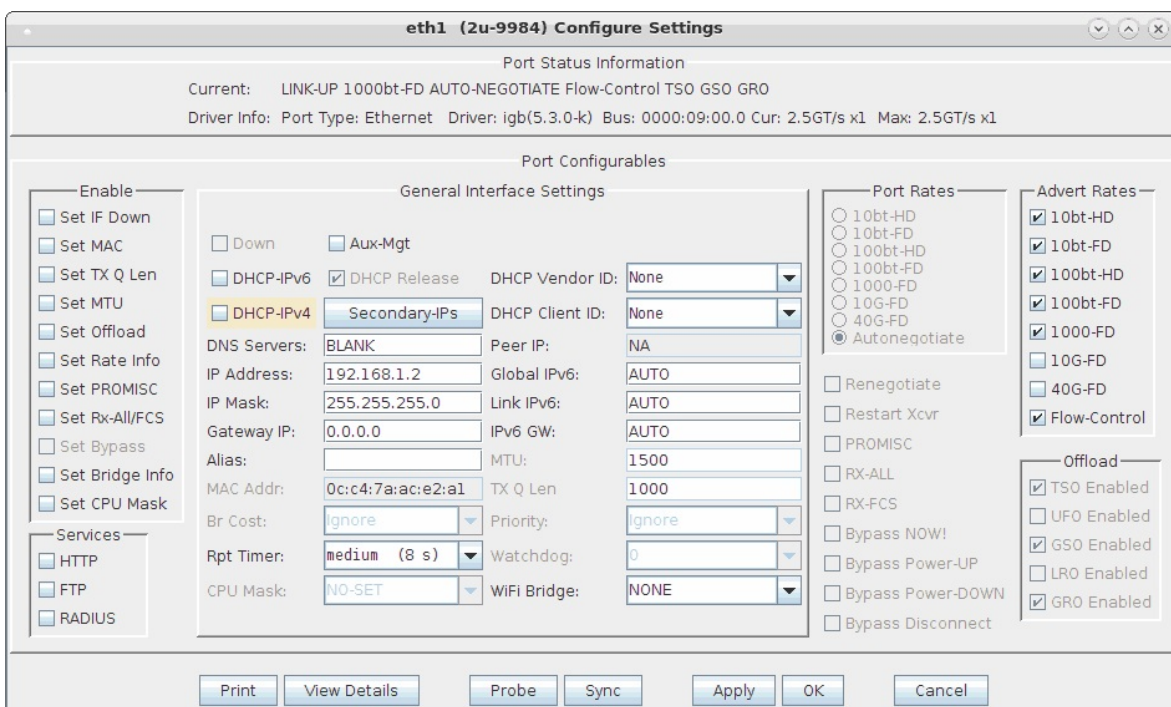 eth1 (2u-9984) Configure Settings
Port Status Information
Current: LINK-UP 1000bt-FD AUTO-NEGOTIATE Flow-Control TSO GSO GRO
Driver Info: Port Type: Ethernet Driver: igb(5.3.0-k) Bus: 0000:09:00.0 Cur: 2.5GT/s x1 Max: 2.5GT/s x1
Port Configurables
Enable
Set IF Down
Set MAC
Set TX Q Len
Set MTU
Set Offload
Set Rate Info
Set PROMISC
Set Rx-All/FCS
Set Bypass
Set Bridge Info
Set CPU Mask
Services
HTTP
FTP
RADIUS
General Interface Settings
Down Aux-Mgt
DHCP-IPv6 DHCP Release DHCP Vendor ID: None
DHCP-IPv4 Secondary-IPs DHCP Client ID: None
DNS Servers: BLANK Peer IP: NA
IP Address: 192.168.1.2 Global IPv6: AUTO
IP Mask: 255.255.255.0 Link IPv6: AUTO
Gateway IP: 0.0.0.0 IPv6 GW: AUTO
Alias: MTU: 1500
MAC Addr: 0c:c4:7a:ac:e2:a1 TX Q Len 1000
Br Cost: Ignore Priority: Ignore
Rpt Timer: medium (8 s) Watchdog: 0
CPU Mask: NO-SET WiFi Bridge: NONE
Port Rates
10bt-HD
10bt-FD
100bt-HD
100bt-FD
1000-FD
10G-FD
40G-FD
Autonegotiate
Renegotiate
Restart Xcvr
PROMISC
RX-ALL
RX-FCS
Bypass NOW!
Bypass Power-UP
Bypass Power-DOWN
Bypass Disconnect
Advert Rates
10bt-HD
10bt-FD
100bt-HD
100bt-FD
1000-FD
10G-FD
40G-FD
Flow-Control
Offload
TSO Enabled
UFO Enabled
GSO Enabled
LRO Enabled
GRO Enabled
Print View Details Probe Sync Apply OK Cancel